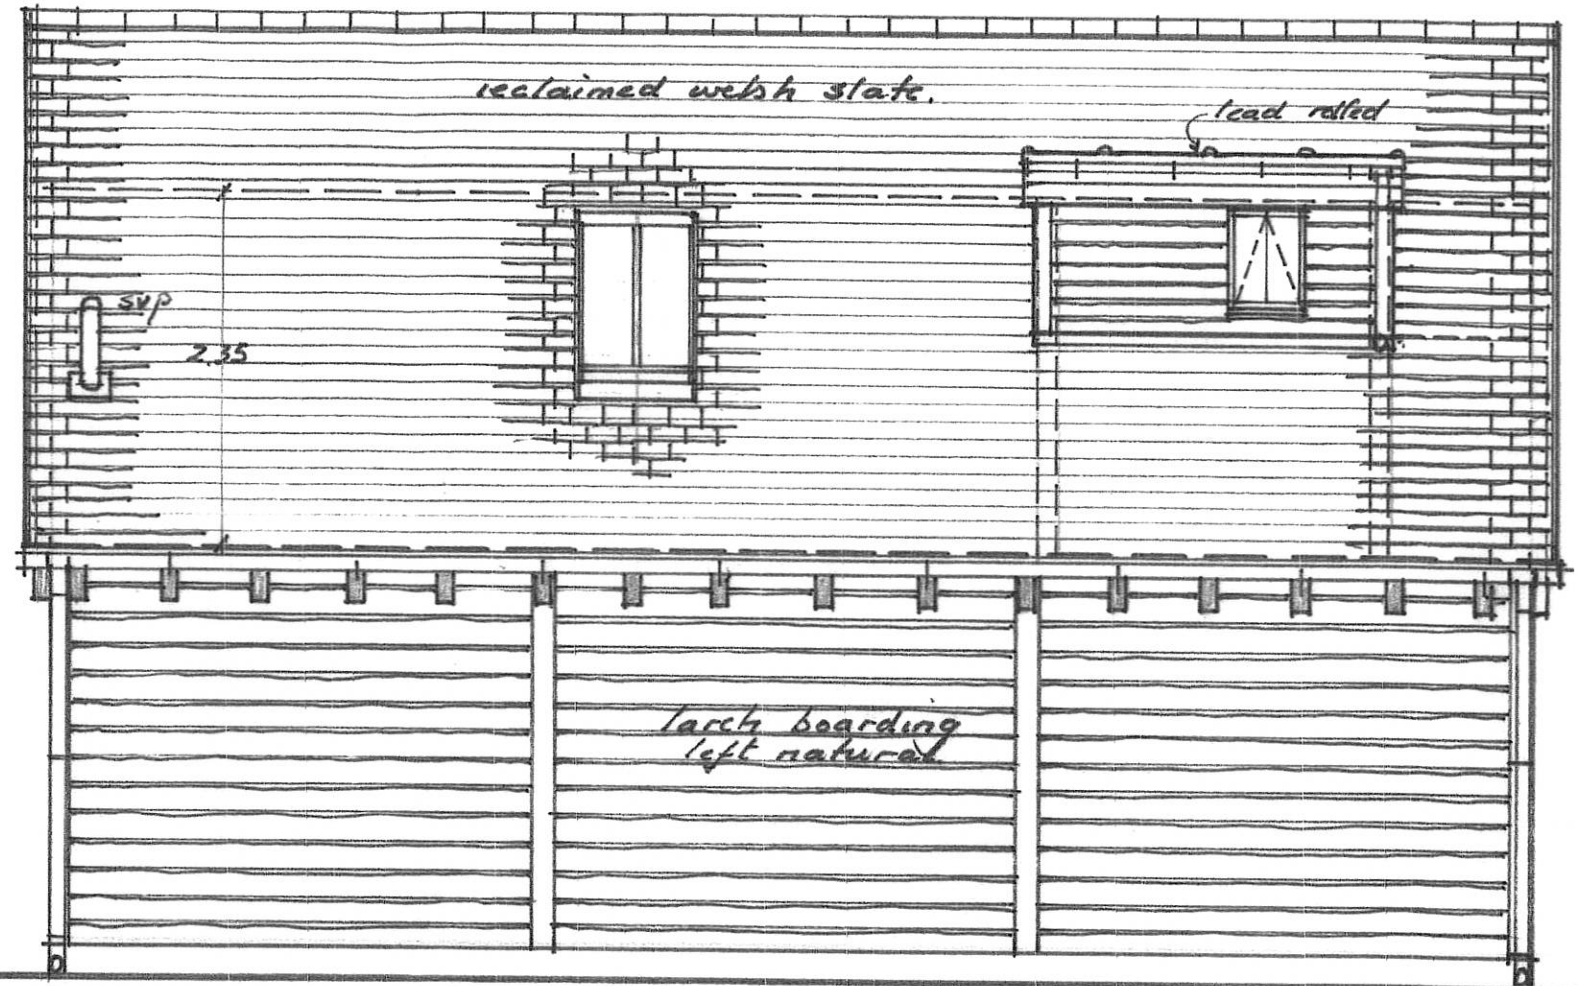 reclaimed welsh slate.
lead rolled
svp
2.35
larch boarding
left natural